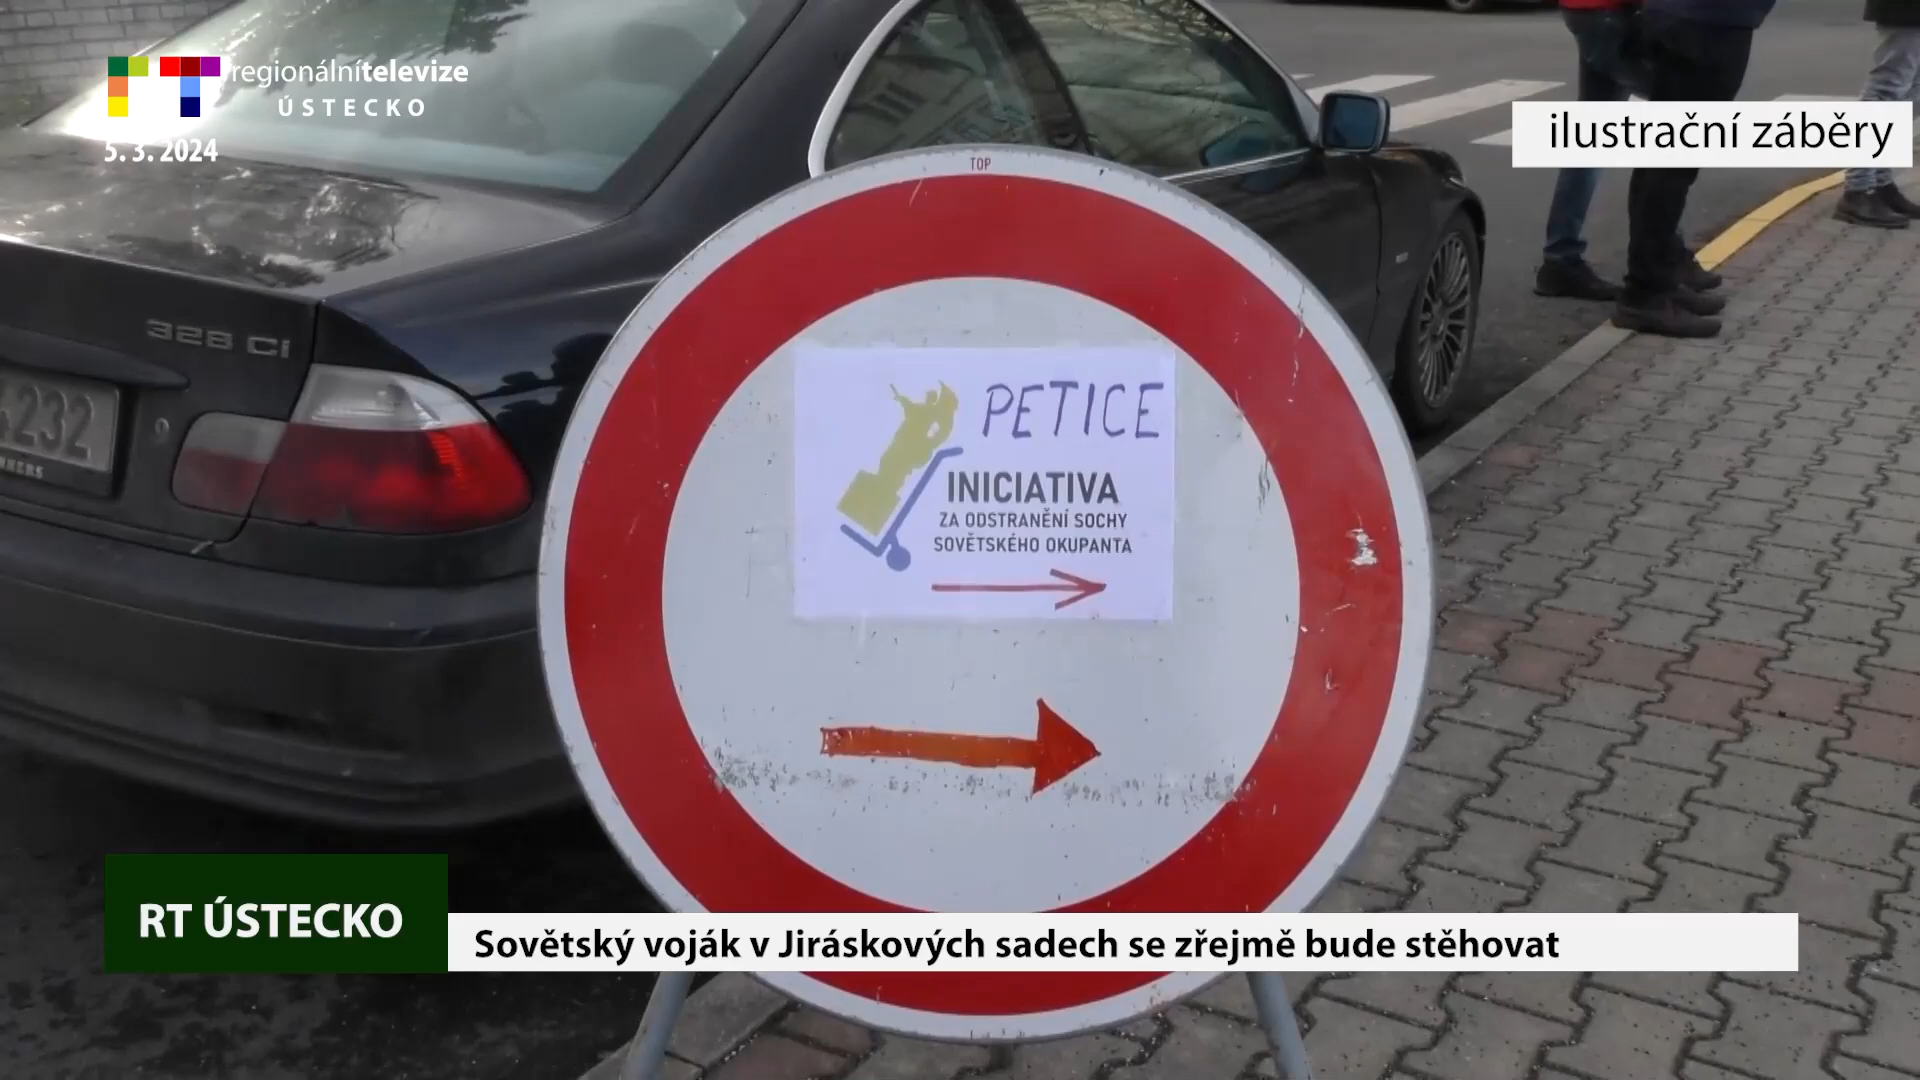 regionálnítelevize
ÚSTECKO
5. 3. 2024
ilustrační záběry
TOP
328 Ci
232
PETICE
INICIATIVA
ZA ODSTRANĚNÍ SOCHY
SOVĚTSKÉHO OKUPANTA
RT ÚSTECKO
Sovětský voják v Jiráskových sadech se zřejmě bude stěhovat